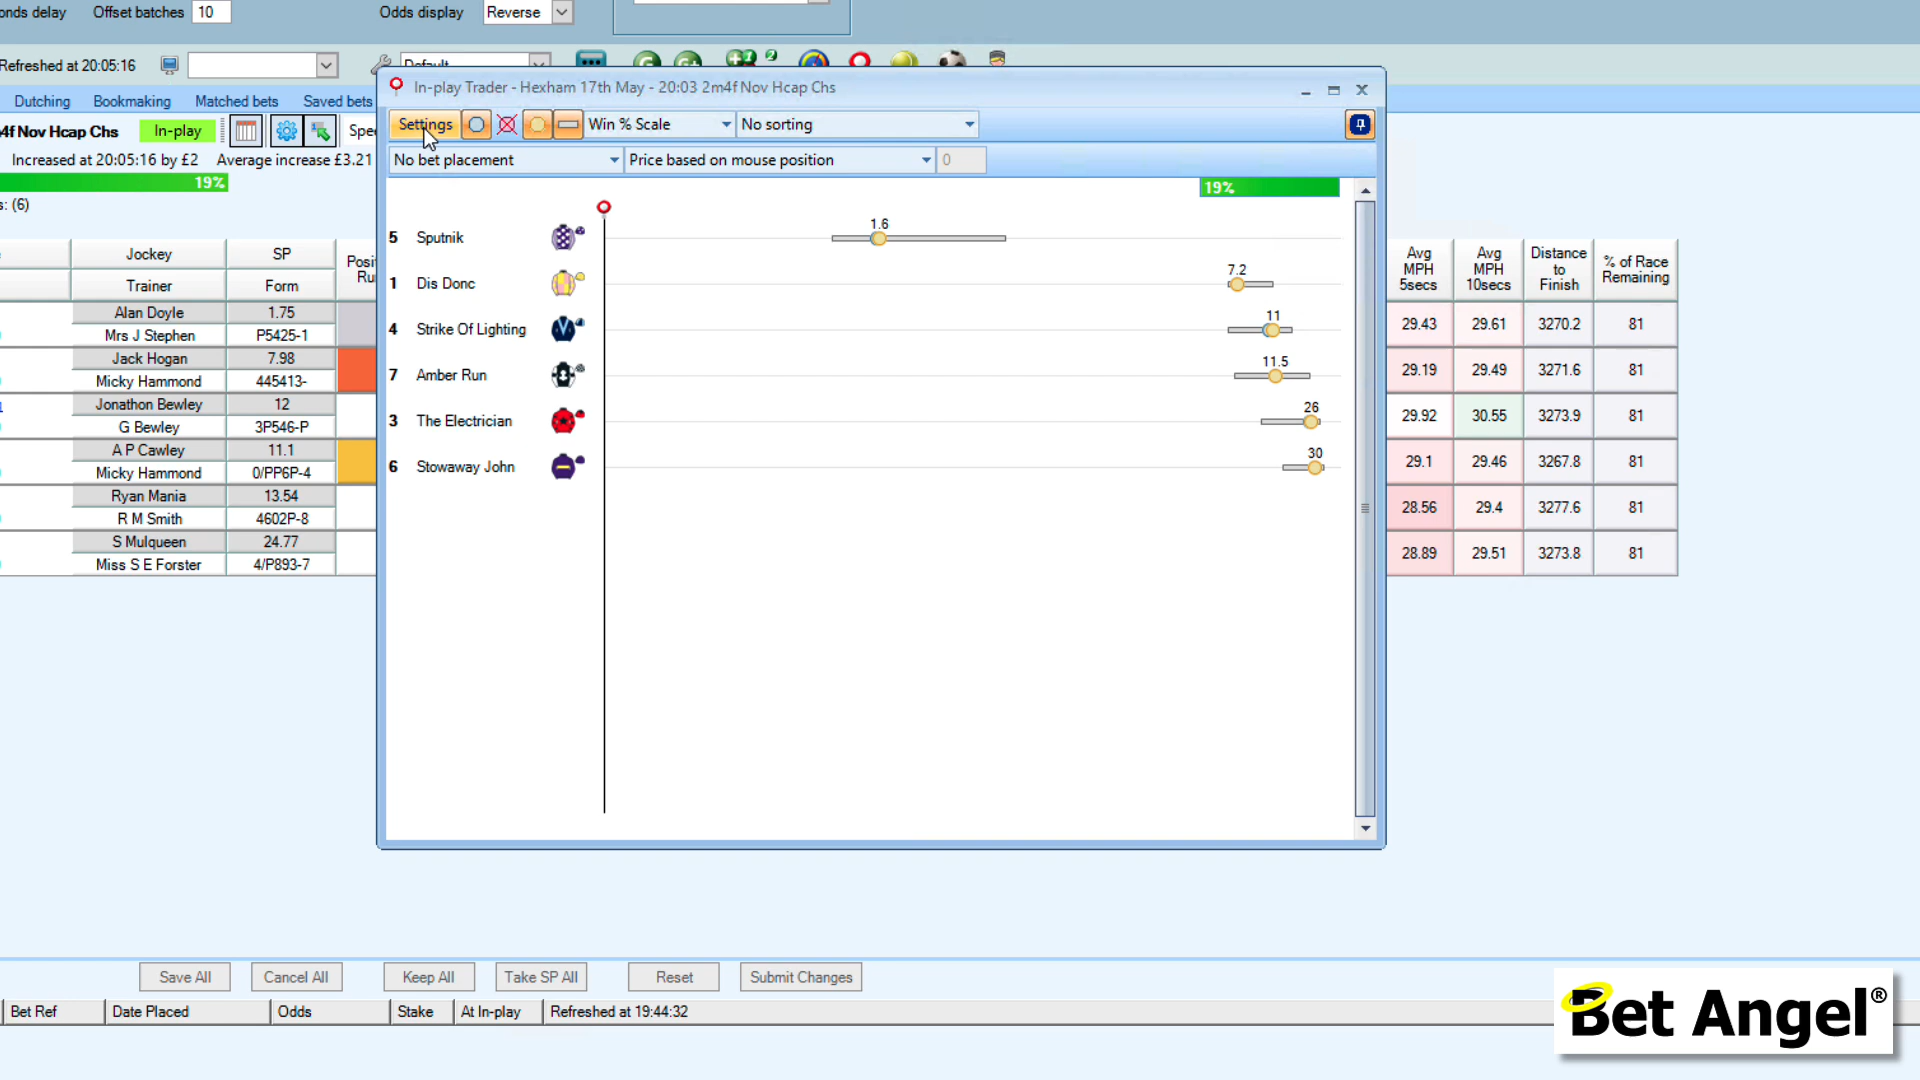 onds delay Offset batches 10 Odds display Reverse
Refreshed at 20:05:16 Default
Dutching Bookmaking Matched bets Saved bets
In-play Trader - Hexham 17th May - 20:03 2m4f Nov Hcap Chs
4f Nov Hcap Chs In-play Spee
Settings Win % Scale No sorting
Increased at 20:05:16 by £2 Average increase £3.21
No bet placement Price based on mouse position 0
19%
19%
s: (6)
5 Sputnik 1.6
1 Dis Donc 7.2
4 Strike Of Lighting 11
7 Amber Run 11.5
3 The Electrician 26
6 Stowaway John 30
Jockey SP Posit
Trainer Form Ru
Alan Doyle 1.75
Mrs J Stephen P5425-1
Jack Hogan 7.98
Micky Hammond 445413-
Jonathon Bewley 12
G Bewley 3P546-P
A P Cawley 11.1
Micky Hammond 0/PP6P-4
Ryan Mania 13.54
R M Smith 4602P-8
S Mulqueen 24.77
Miss S E Forster 4/P893-7
Avg MPH 5secs Avg MPH 10secs Distance to Finish % of Race Remaining
29.43 29.61 3270.2 81
29.19 29.49 3271.6 81
29.92 30.55 3273.9 81
29.1 29.46 3267.8 81
28.56 29.4 3277.6 81
28.89 29.51 3273.8 81
Save All Cancel All Keep All Take SP All Reset Submit Changes
Bet Ref Date Placed Odds Stake At In-play Refreshed at 19:44:32
Bet Angel®